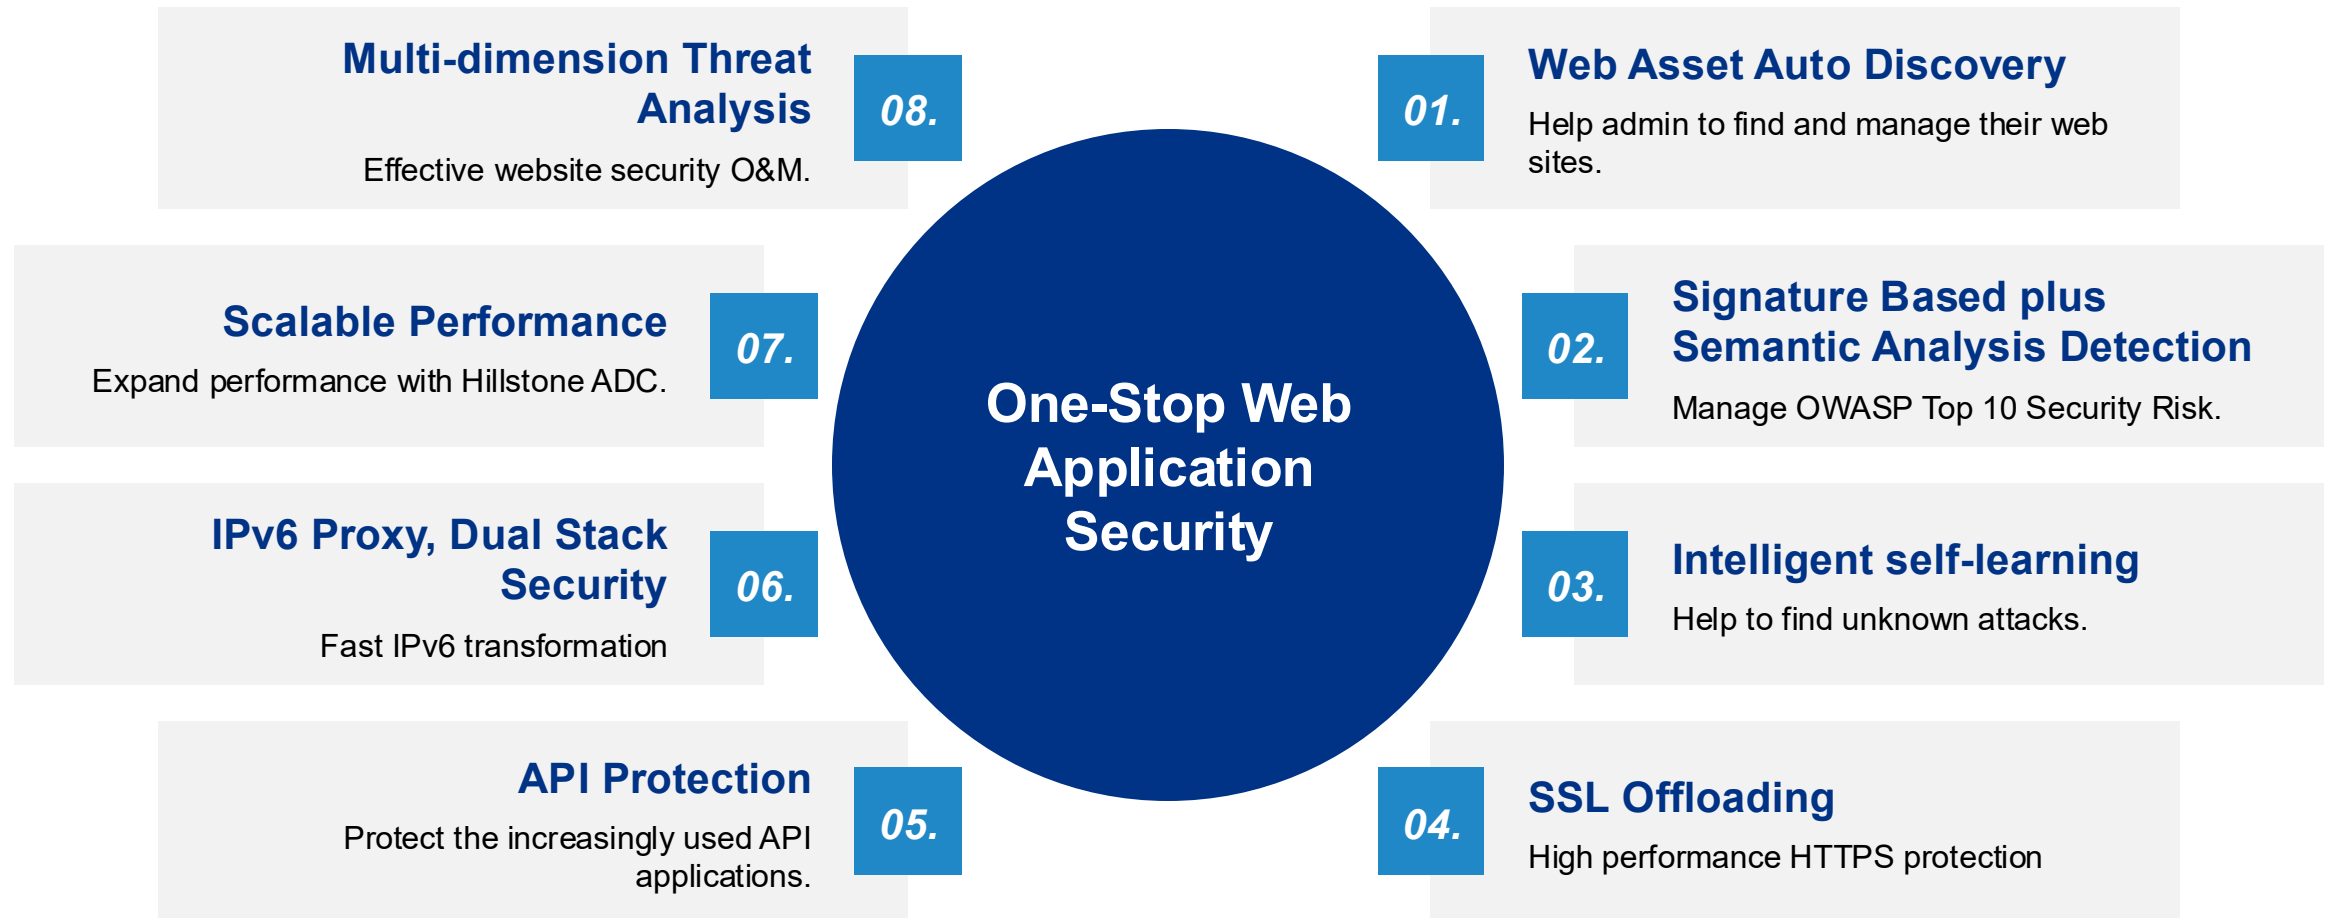 One-Stop Web
Application
Security
01.
Web Asset Auto Discovery
Help admin to find and manage their web
sites.
02.
Signature Based plus
Semantic Analysis Detection
Manage OWASP Top 10 Security Risk.
03.
Intelligent self-learning
Help to find unknown attacks.
04.
SSL Offloading
High performance HTTPS protection
05.
API Protection
Protect the increasingly used API
applications.
06.
IPv6 Proxy, Dual Stack
Security
Fast IPv6 transformation
07.
Scalable Performance
Expand performance with Hillstone ADC.
08.
Multi-dimension Threat
Analysis
Effective website security O&M.